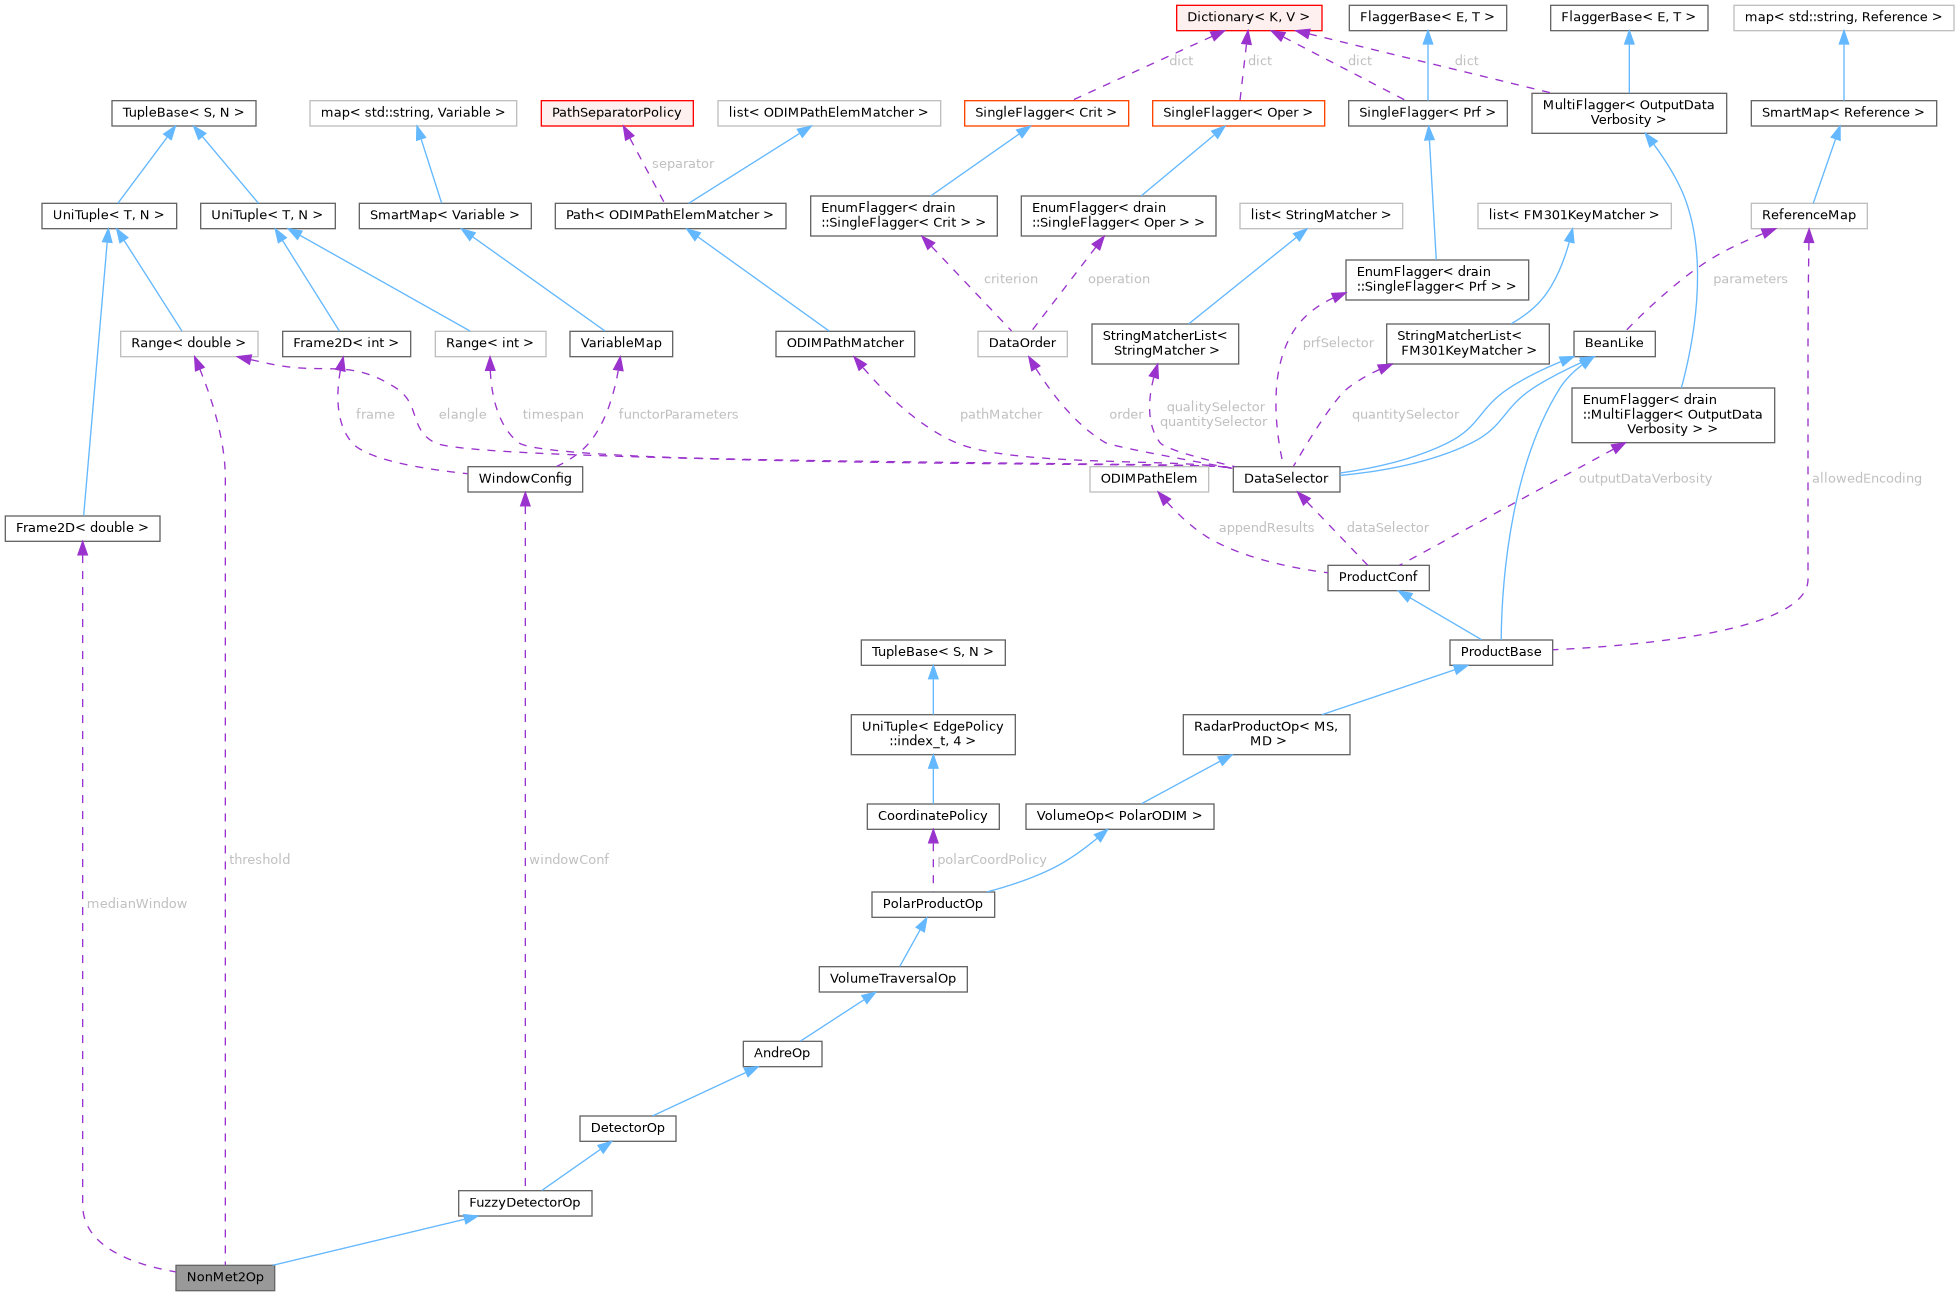 Dictionary< K, V >
FlaggerBase< E, T >
FlaggerBase< E, T >
map< std::string, Reference >
dict
dict
dict
dict
TupleBase< S, N >
map< std::string, Variable >
PathSeparatorPolicy
list< ODIMPathElemMatcher >
SingleFlagger< Crit >
SingleFlagger< Oper >
SingleFlagger< Prf >
MultiFlagger< OutputData
Verbosity >
SmartMap< Reference >
separator
UniTuple< T, N >
UniTuple< T, N >
SmartMap< Variable >
Path< ODIMPathElemMatcher >
EnumFlagger< drain
::SingleFlagger< Crit > >
EnumFlagger< drain
::SingleFlagger< Oper > >
list< StringMatcher >
list< FM301KeyMatcher >
ReferenceMap
criterion
operation
EnumFlagger< drain
::SingleFlagger< Prf > >
parameters
Range< double >
Frame2D< int >
Range< int >
VariableMap
ODIMPathMatcher
DataOrder
StringMatcherList<
StringMatcher >
prfSelector
StringMatcherList<
FM301KeyMatcher >
BeanLike
frame
elangle
timespan
functorParameters
pathMatcher
order
qualitySelector
quantitySelector
quantitySelector
EnumFlagger< drain
::MultiFlagger< OutputData
Verbosity > >
WindowConfig
ODIMPathElem
DataSelector
outputDataVerbosity
allowedEncoding
Frame2D< double >
appendResults
dataSelector
ProductConf
TupleBase< S, N >
ProductBase
UniTuple< EdgePolicy
::index_t, 4 >
RadarProductOp< MS,
MD >
CoordinatePolicy
VolumeOp< PolarODIM >
threshold
windowConf
polarCoordPolicy
medianWindow
PolarProductOp
VolumeTraversalOp
AndreOp
DetectorOp
FuzzyDetectorOp
NonMet2Op